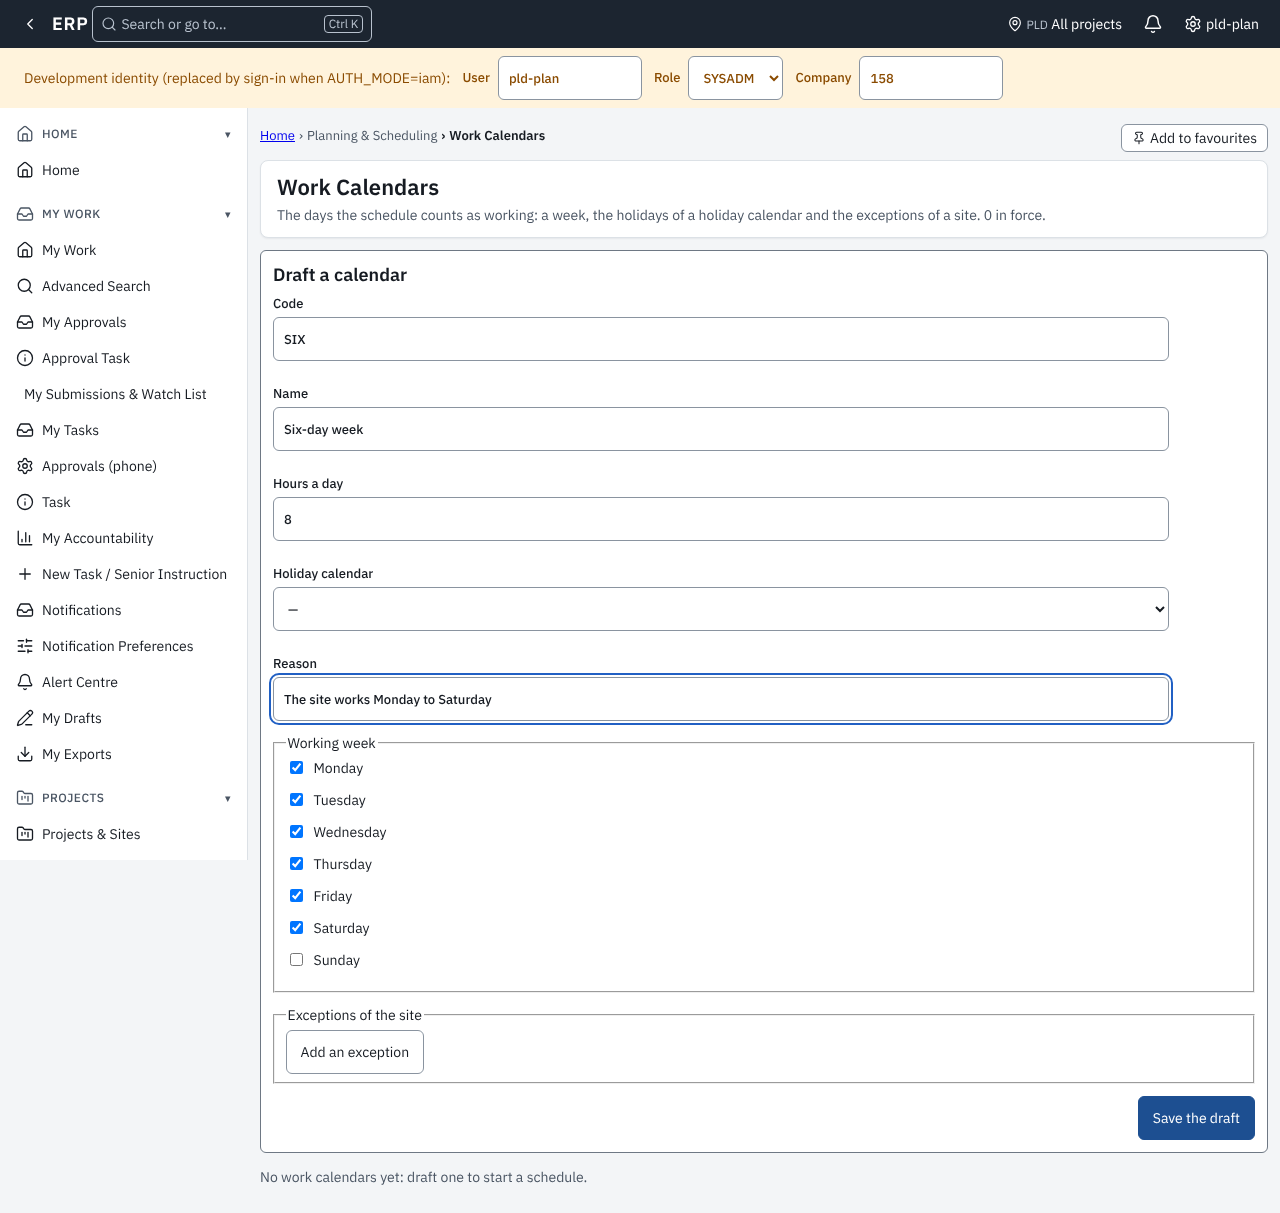 ERP
Search or go to...
Ctrl K
PLD All projects
pld-plan
Development identity (replaced by sign-in when AUTH_MODE=iam):
User
pld-plan
Role
SYSADM
Company
158
HOME
Home
MY WORK
My Work
Advanced Search
My Approvals
Approval Task
My Submissions & Watch List
My Tasks
Approvals (phone)
Task
My Accountability
New Task / Senior Instruction
Notifications
Notification Preferences
Alert Centre
My Drafts
My Exports
PROJECTS
Projects & Sites
Home › Planning & Scheduling › Work Calendars
Add to favourites
Work Calendars
The days the schedule counts as working: a week, the holidays of a holiday calendar and the exceptions of a site. 0 in force.
Draft a calendar
Code
SIX
Name
Six-day week
Hours a day
8
Holiday calendar
—
Reason
The site works Monday to Saturday
Working week
Monday
Tuesday
Wednesday
Thursday
Friday
Saturday
Sunday
Exceptions of the site
Add an exception
Save the draft
No work calendars yet: draft one to start a schedule.